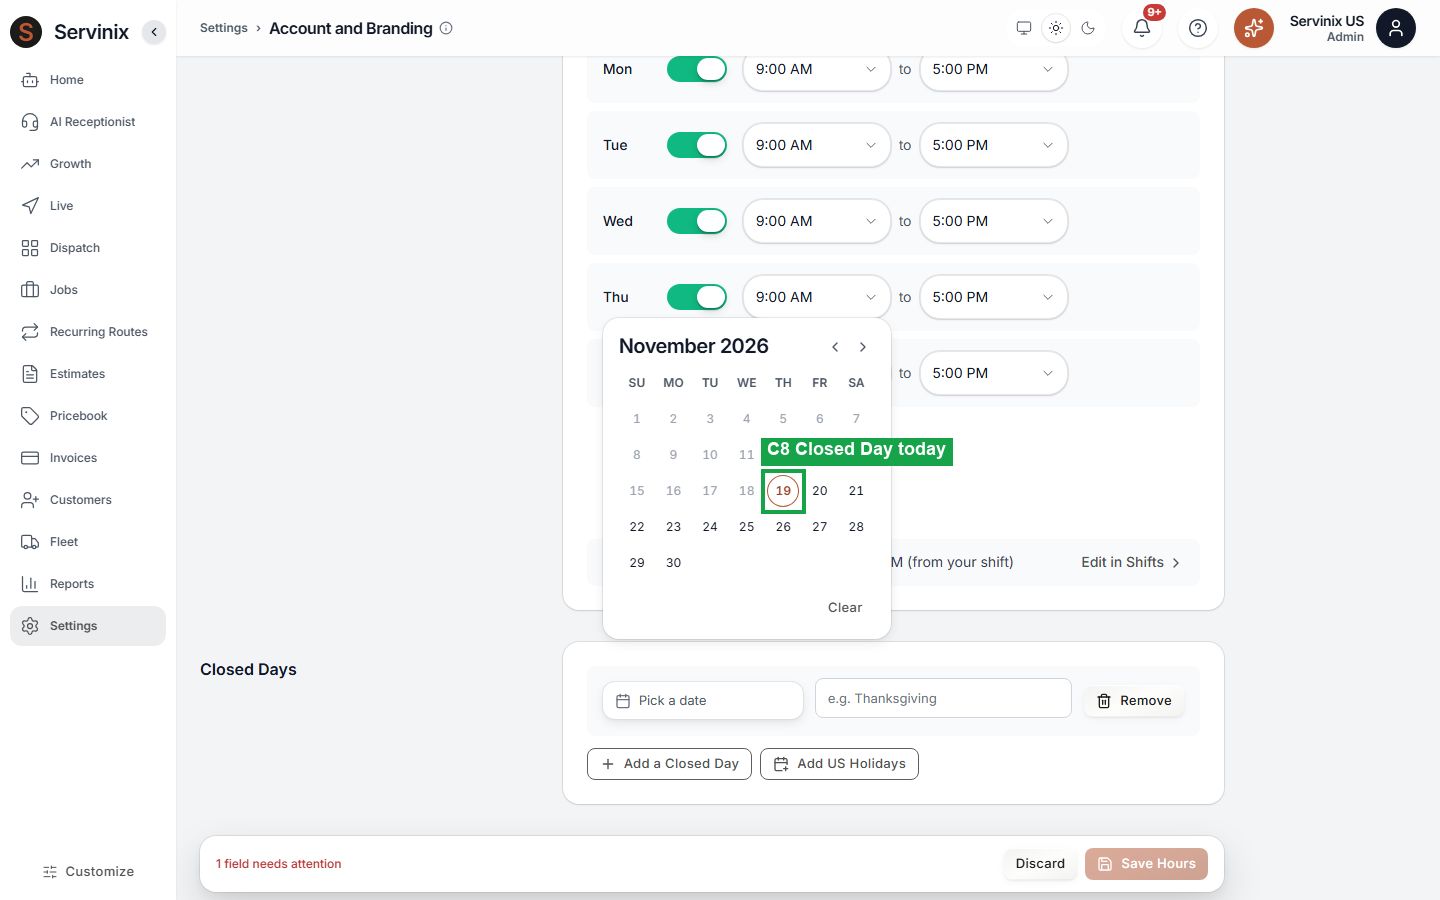 Servinix
Settings › Account and Branding
9+
Servinix US
Admin
Home
AI Receptionist
Growth
Live
Dispatch
Jobs
Recurring Routes
Estimates
Pricebook
Invoices
Customers
Fleet
Reports
Settings
Customize
Mon 9:00 AM to 5:00 PM
Tue 9:00 AM to 5:00 PM
Wed 9:00 AM to 5:00 PM
Thu 9:00 AM to 5:00 PM
to 5:00 PM
November 2026
SU MO TU WE TH FR SA
1 2 3 4 5 6 7
8 9 10 11
C8 Closed Day today
15 16 17 18 19 20 21
22 23 24 25 26 27 28
29 30
Clear
M (from your shift) Edit in Shifts
Closed Days
Pick a date e.g. Thanksgiving Remove
Add a Closed Day Add US Holidays
1 field needs attention Discard Save Hours